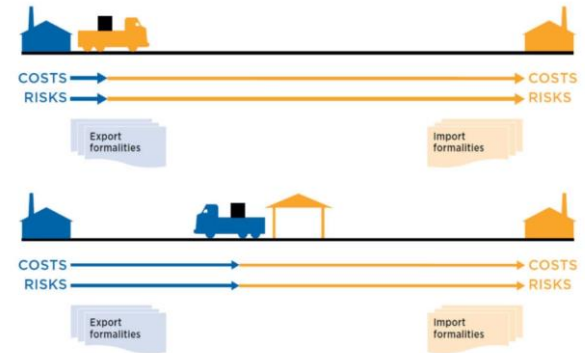 COSTS COSTS
RISKS RISKS
Export
formalities
Import
formalities
COSTS COSTS
RISKS RISKS
Export
formalities
Import
formalities